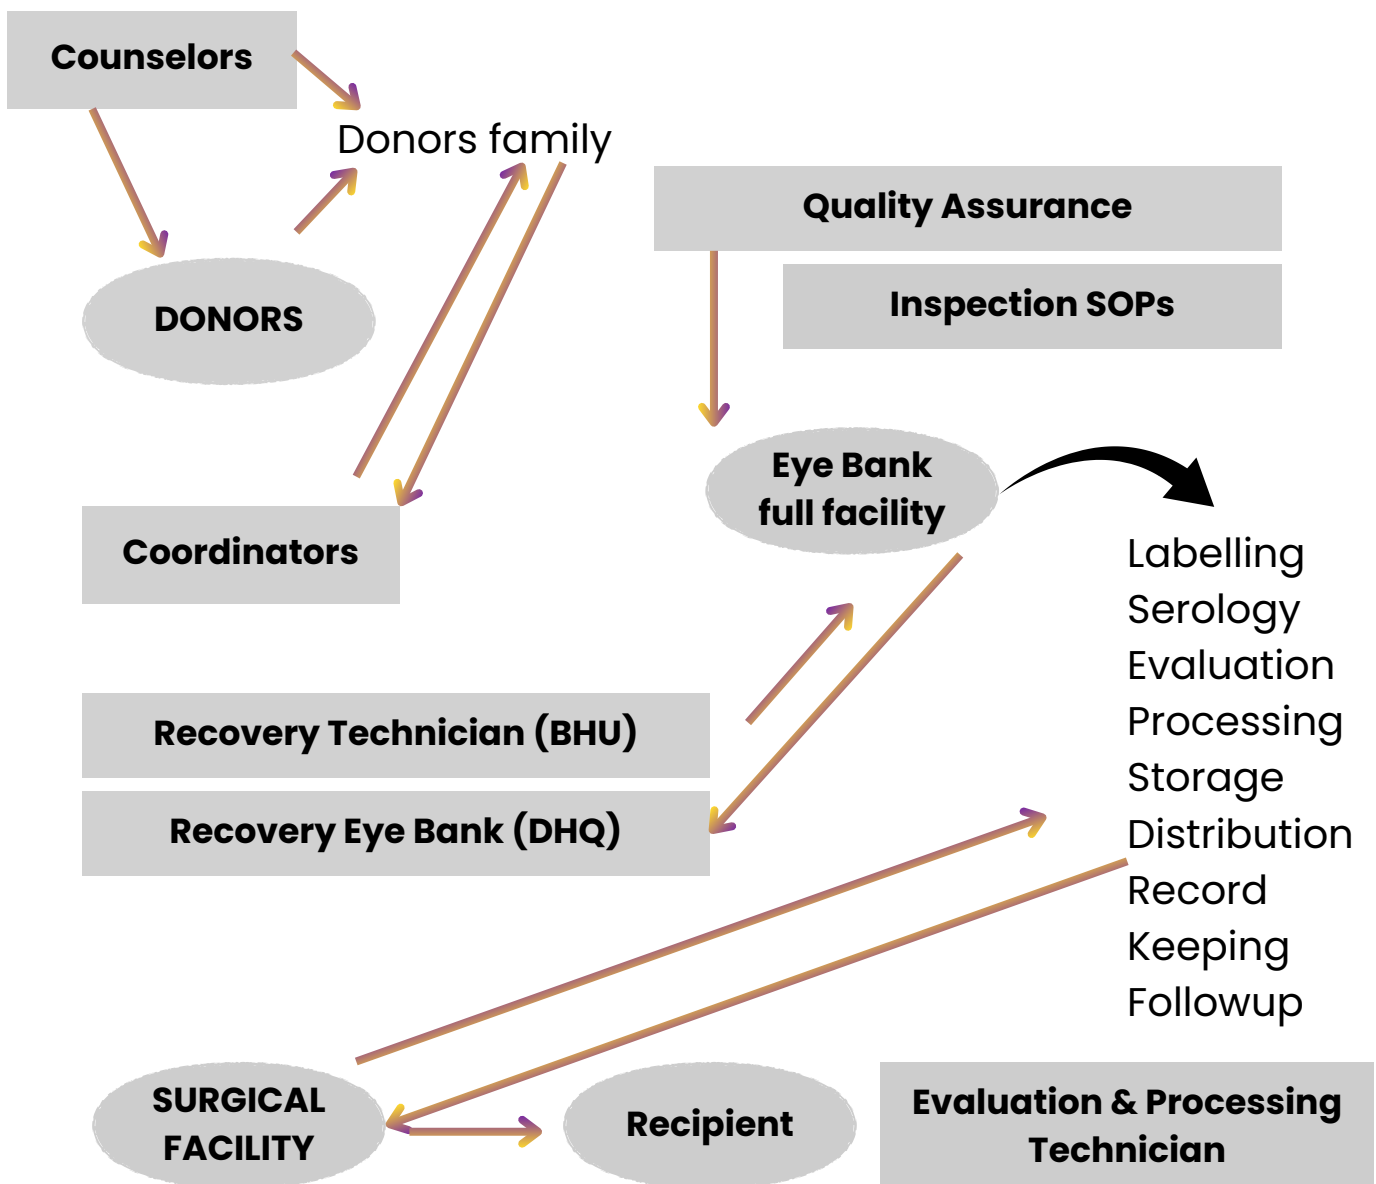 Counselors
Donors family
Quality Assurance
Inspection SOPs
DONORS
Eye Bank
full facility
Coordinators
Labelling
Serology
Evaluation
Processing
Storage
Distribution
Record
Keeping
Followup
Recovery Technician (BHU)
Recovery Eye Bank (DHQ)
SURGICAL
FACILITY
Recipient
Evaluation & Processing
Technician